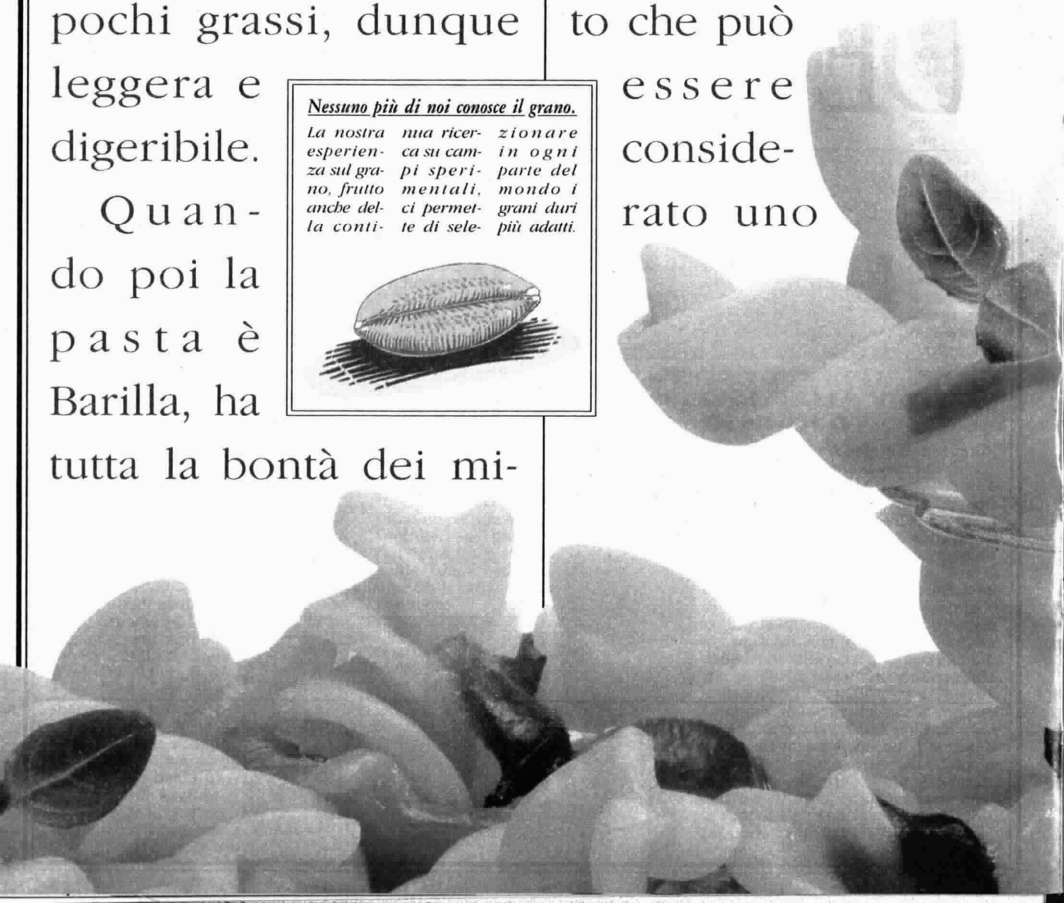 pochi grassi, dunque
leggera e
digeribile.
Quan-
do poi la
pasta è
Barilla, ha
tutta la bontà dei mi-
Nessuno più di noi conosce il grano.
La nostra
esperien-
za sul gra-
no, frutto
anche del-
la conti-
nua ricer-
ca su cam-
pi speri-
mentali,
ci permet-
te di sele-
zionare
in ogni
parte del
mondo i
grani duri
più adatti.
to che può
essere
conside-
rato uno